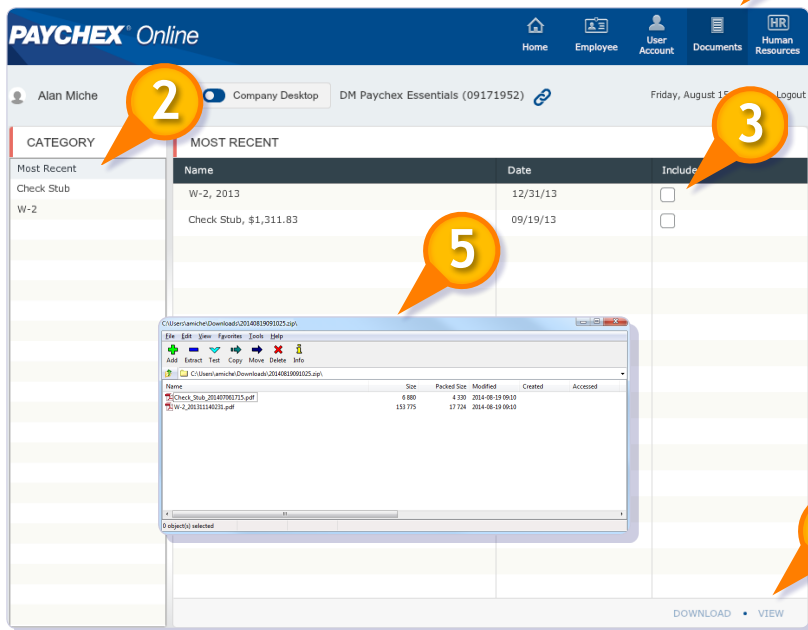 PAYCHEX® Online
Home
Employee
User Account
Documents
HR
Human Resources
Alan Miche
Company Desktop
DM Paychex Essentials (09171952)
Friday, August 15
Logout
2
3
CATEGORY
MOST RECENT
Most Recent
Check Stub
W-2
Name Date Include
W-2, 2013 12/31/13
Check Stub, $1,311.83 09/19/13
5
C:\Users\amiche\Downloads\20140819091025.zip\
File Edit View Favorites Tools Help
Add Extract Test Copy Move Delete Info
C:\Users\amiche\Downloads\20140819091025.zip\
Name Size Packed Size Modified Created Accessed
Check_Stub_201407061715.pdf 6 880 4 330 2014-08-19 09:10
W-2_201311140231.pdf 153 775 17 724 2014-08-19 09:10
0 object(s) selected
DOWNLOAD • VIEW